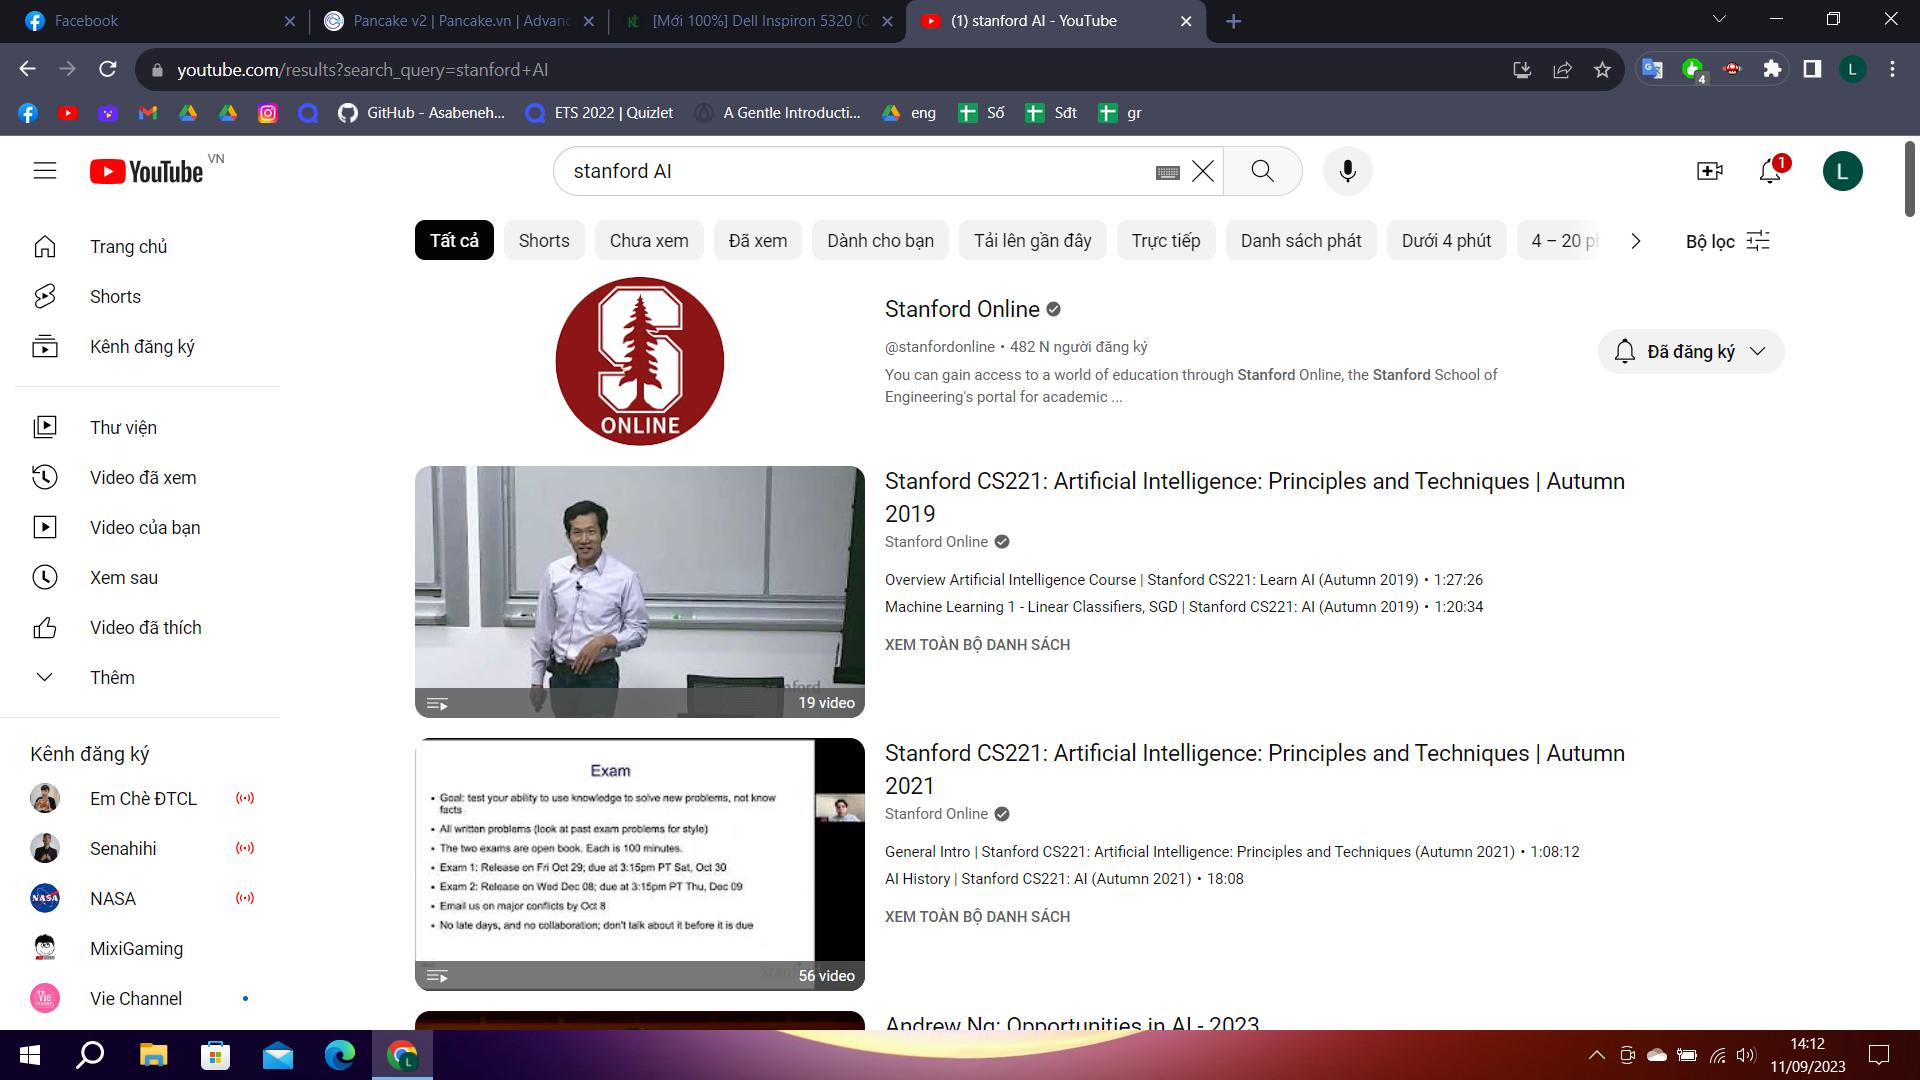 Facebook
Pancake v2 | Pancake.vn | Advanc
[Mới 100%] Dell Inspiron 5320 (C
(1) stanford AI - YouTube
youtube.com/results?search_query=stanford+AI
4
L
GitHub - Asabeneh...
ETS 2022 | Quizlet
A Gentle Introducti...
eng
Số
Sđt
gr
YouTube VN
stanford AI
1
L
Tất cả
Shorts
Chưa xem
Đã xem
Dành cho bạn
Tải lên gần đây
Trực tiếp
Danh sách phát
Dưới 4 phút
4 – 20 ph
Bộ lọc
Trang chủ
Shorts
Kênh đăng ký
Thư viện
Video đã xem
Video của bạn
Xem sau
Video đã thích
Thêm
Kênh đăng ký
Em Chè ĐTCL
Senahihi
NASA
MixiGaming
Vie Channel
S
ONLINE
Stanford Online
@stanfordonline • 482 N người đăng ký
You can gain access to a world of education through Stanford Online, the Stanford School of
Engineering's portal for academic ...
Đã đăng ký
19 video
Stanford CS221: Artificial Intelligence: Principles and Techniques | Autumn
2019
Stanford Online
Overview Artificial Intelligence Course | Stanford CS221: Learn AI (Autumn 2019) • 1:27:26
Machine Learning 1 - Linear Classifiers, SGD | Stanford CS221: AI (Autumn 2019) • 1:20:34
XEM TOÀN BỘ DANH SÁCH
Exam
• Goal: test your ability to use knowledge to solve new problems, not know
facts
• All written problems (look at past exam problems for style)
• The two exams are open book. Each is 100 minutes.
• Exam 1: Release on Fri Oct 29; due at 3:15pm PT Sat, Oct 30
• Exam 2: Release on Wed Dec 08; due at 3:15pm PT Thu, Dec 09
• Email us on major conflicts by Oct 8
• No late days, and no collaboration; don't talk about it before it is due
56 video
Stanford CS221: Artificial Intelligence: Principles and Techniques | Autumn
2021
Stanford Online
General Intro | Stanford CS221: Artificial Intelligence: Principles and Techniques (Autumn 2021) • 1:08:12
AI History | Stanford CS221: AI (Autumn 2021) • 18:08
XEM TOÀN BỘ DANH SÁCH
Andrew Ng: Opportunities in AI - 2023
14:12
11/09/2023